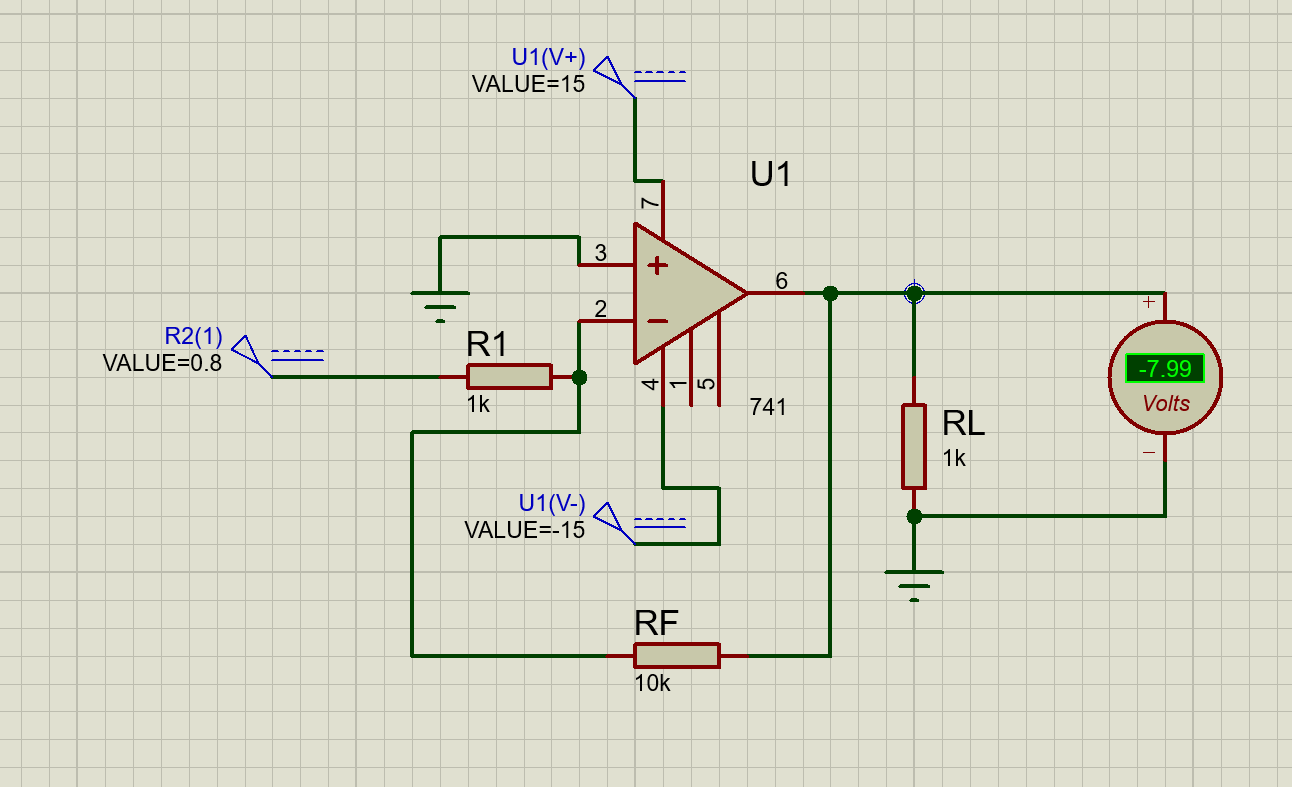 U1(V+)
VALUE=15
U1
7
3
6
2
+
R2(1)
VALUE=0.8
R1
1k
4
1
5
741
-7.99
Volts
RL
1k
U1(V-)
VALUE=-15
RF
10k